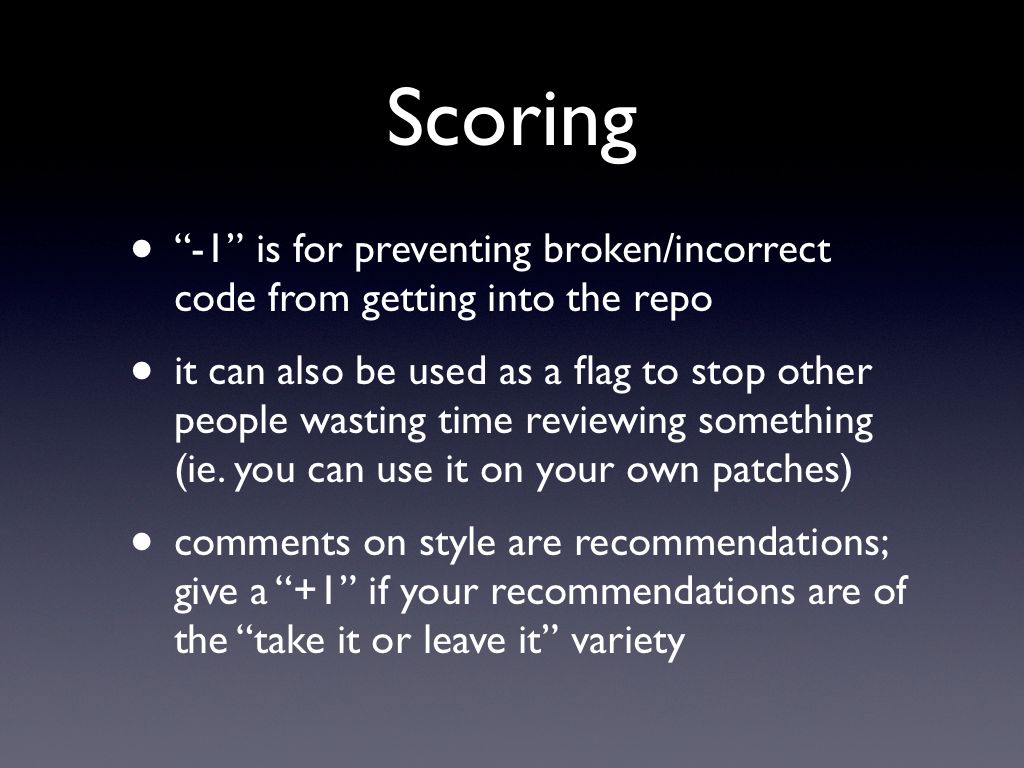 Scoring
• “-1” is for preventing broken/incorrect
code from getting into the repo
• it can also be used as a flag to stop other
people wasting time reviewing something
(ie. you can use it on your own patches)
• comments on style are recommendations;
give a “+1” if your recommendations are of
the “take it or leave it” variety